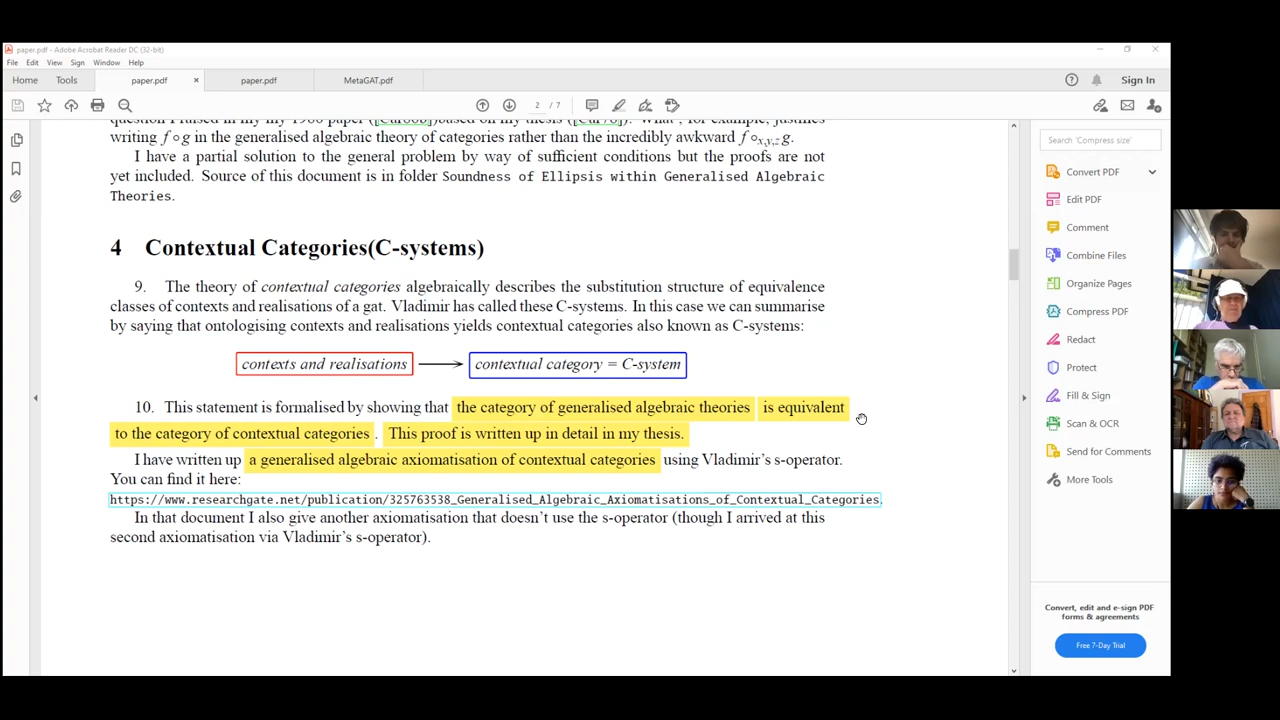 paper.pdf - Adobe Acrobat Reader DC (32-bit)
File Edit View Sign Window Help
Home Tools paper.pdf × paper.pdf MetaGAT.pdf Sign In
2 / 7
writing f ∘ g in the generalised algebraic theory of categories rather than the incredibly awkward f ∘x,y,z g.
I have a partial solution to the general problem by way of sufficient conditions but the proofs are not
yet included. Source of this document is in folder Soundness of Ellipsis within Generalised Algebraic
Theories.
4 Contextual Categories(C-systems)
9. The theory of contextual categories algebraically describes the substitution structure of equivalence
classes of contexts and realisations of a gat. Vladimir has called these C-systems. In this case we can summarise
by saying that ontologising contexts and realisations yields contextual categories also known as C-systems:
contexts and realisations → contextual category = C-system
10. This statement is formalised by showing that the category of generalised algebraic theories is equivalent
to the category of contextual categories . This proof is written up in detail in my thesis.
I have written up a generalised algebraic axiomatisation of contextual categories using Vladimir's s-operator.
You can find it here:
https://www.researchgate.net/publication/325763538_Generalised_Algebraic_Axiomatisations_of_Contextual_Categories.
In that document I also give another axiomatisation that doesn't use the s-operator (though I arrived at this
second axiomatisation via Vladimir's s-operator).
Search 'Compress size'
Convert PDF
Edit PDF
Comment
Combine Files
Organize Pages
Compress PDF
Redact
Protect
Fill & Sign
Scan & OCR
Send for Comments
More Tools
Convert, edit and e-sign PDF
forms & agreements
Free 7-Day Trial